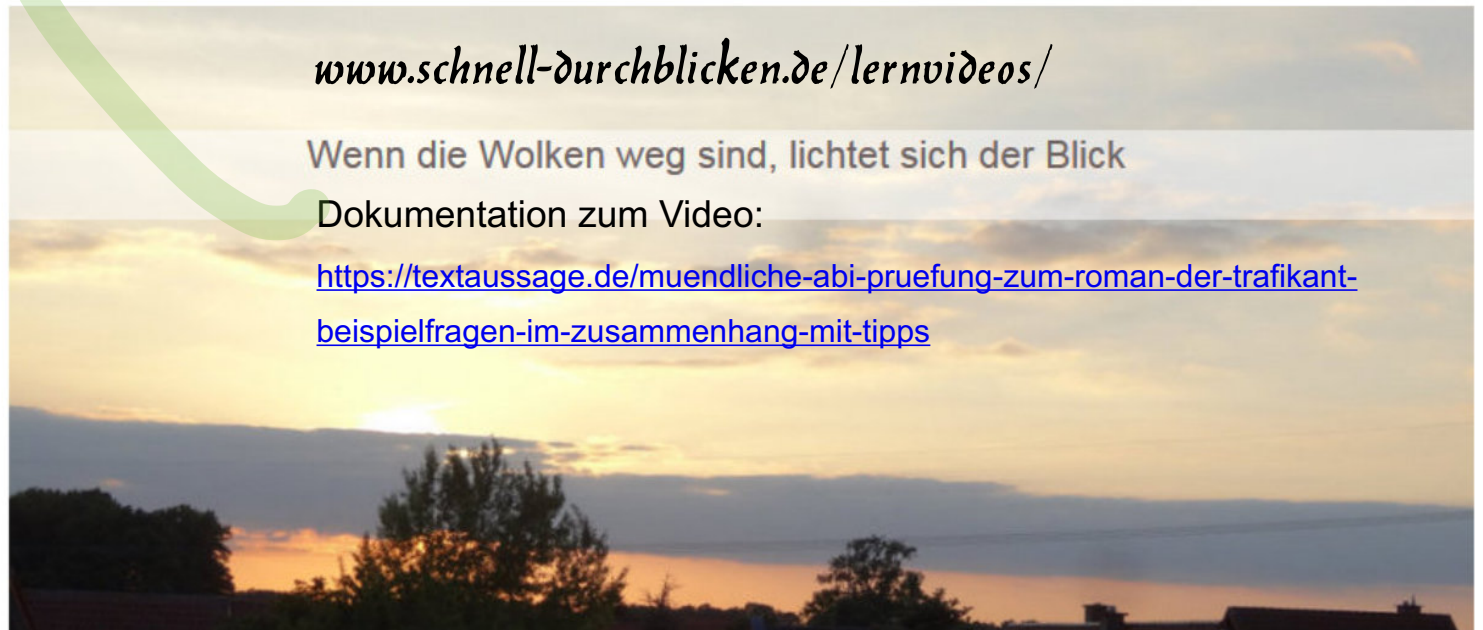 www.schnell-durchblicken.de/lernvideos/
Wenn die Wolken weg sind, lichtet sich der Blick
Dokumentation zum Video:
https://textaussage.de/muendliche-abi-pruefung-zum-roman-der-trafikant-
beispielfragen-im-zusammenhang-mit-tipps